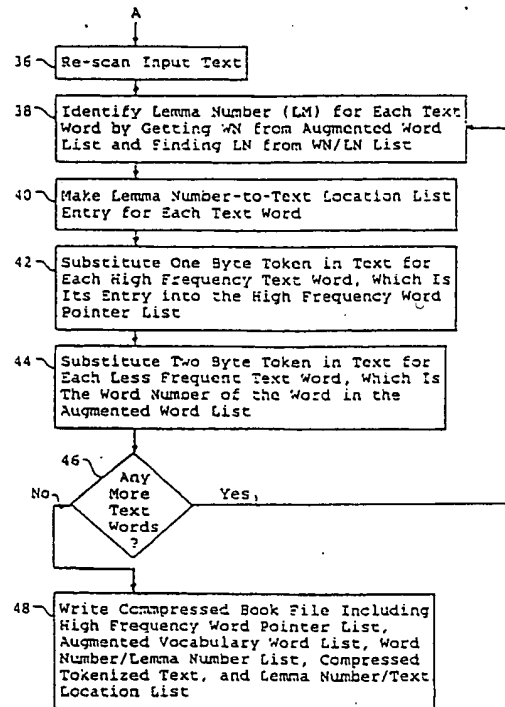 A
36 Re-scan Input Text
38 Identify Lemma Number (LM) for Each Text
Word by Getting WN from Augmented Word
List and Finding LN from WN/LN List
40 Make Lemma Number-to-Text Location List
Entry for Each Text Word
42 Substitute One Byte Token in Text for
Each High Frequency Text Word, Which Is
Its Entry into the High Frequency Word
Pointer List
44 Substitute Two Byte Token in Text for
Each Less Frequent Text Word, Which Is
The Word Number of the Word in the
Augmented Word List
46
Any
More
Text
Words
?
No
Yes,
48 Write Commpressed Book File Including
High Frequency Word Pointer List,
Augmented Vocabulary Word List, Word
Number/Lemma Number List, Compressed
Tokenized Text, and Lemma Number/Text
Location List